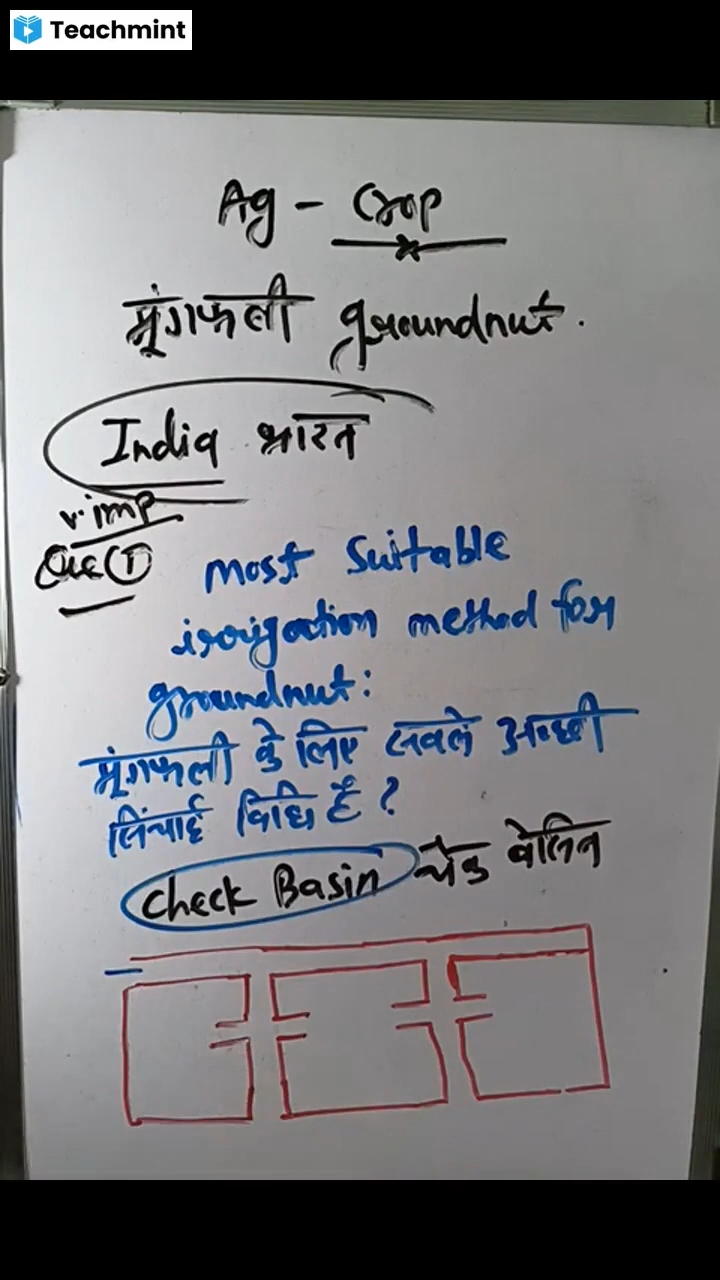 Teachmint
Ag - Crop
मूंगफली groundnut.
India भारत
v.imp
Que ① most suitable
irrigation method for
groundnut:
मूंगफली के लिए सबसे अच्छी
सिंचाई विधि है ?
check Basin चेक बेसिन